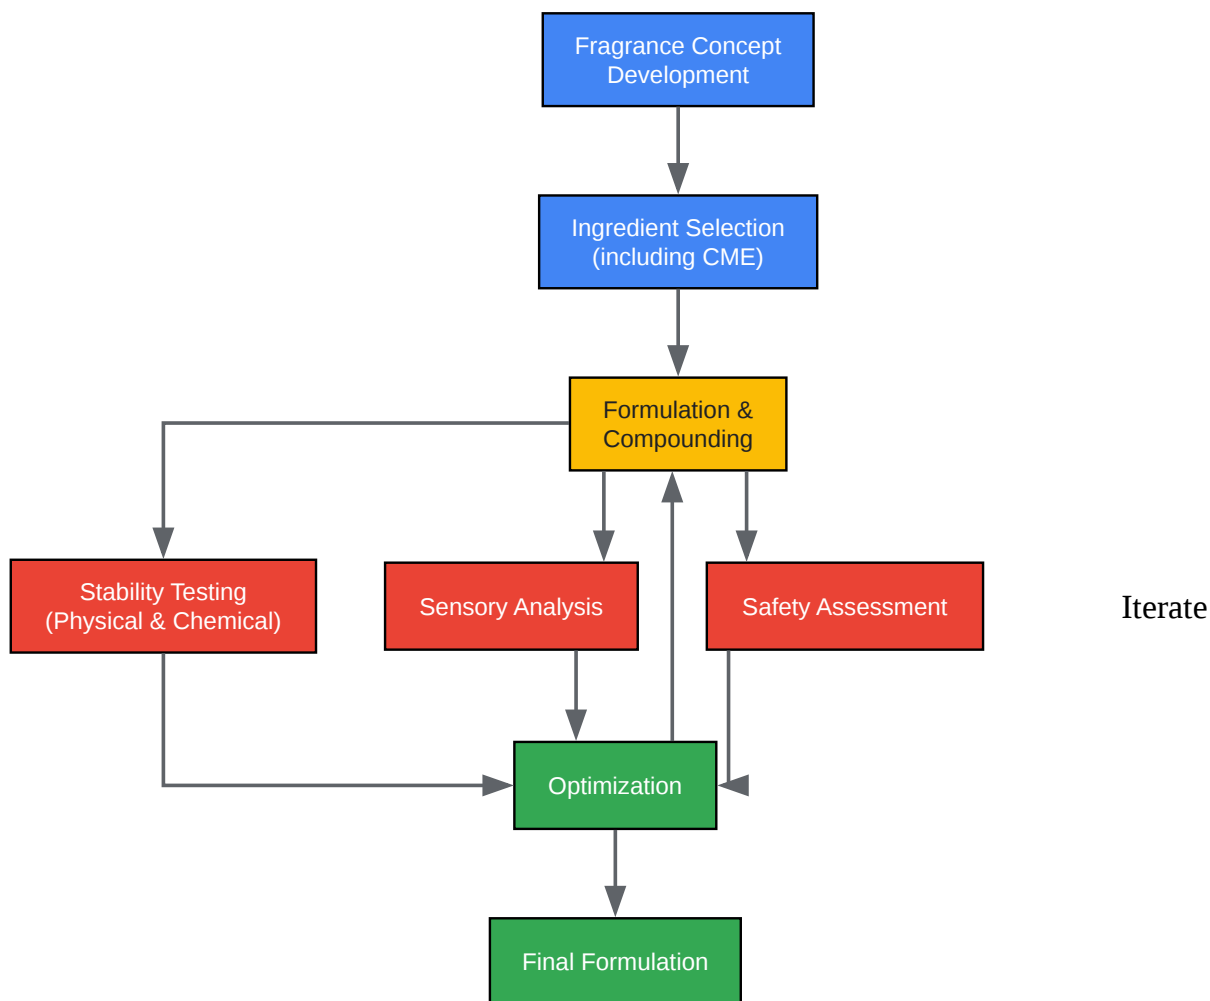 Fragrance Concept
Development
Ingredient Selection
(including CME)
Formulation &
Compounding
Stability Testing
(Physical & Chemical)
Sensory Analysis
Safety Assessment
Iterate
Optimization
Final Formulation